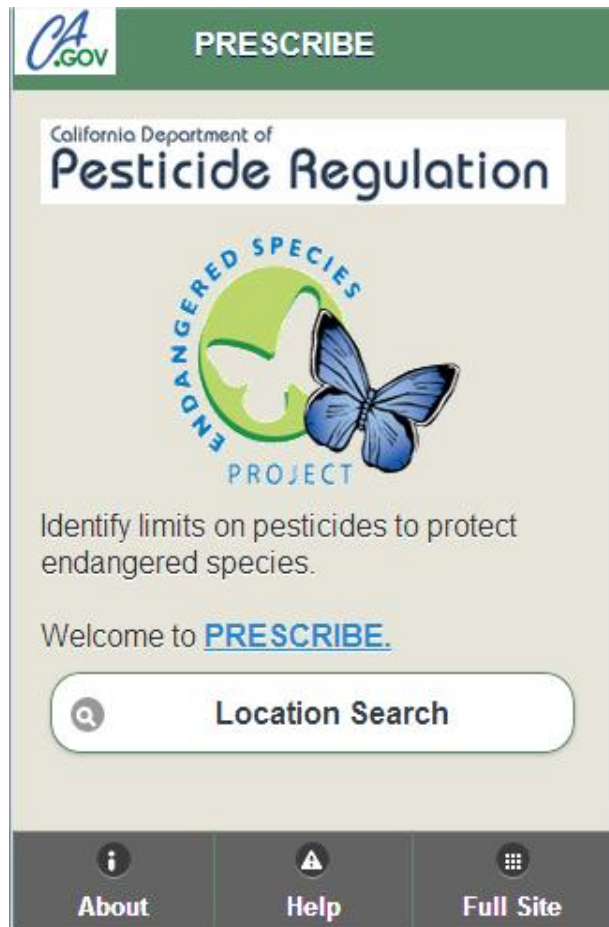 CA
.GOV
PRESCRIBE
California Department of
Pesticide Regulation
ENDANGERED SPECIES
PROJECT
Identify limits on pesticides to protect
endangered species.
Welcome to PRESCRIBE.
Location Search
About Help Full Site